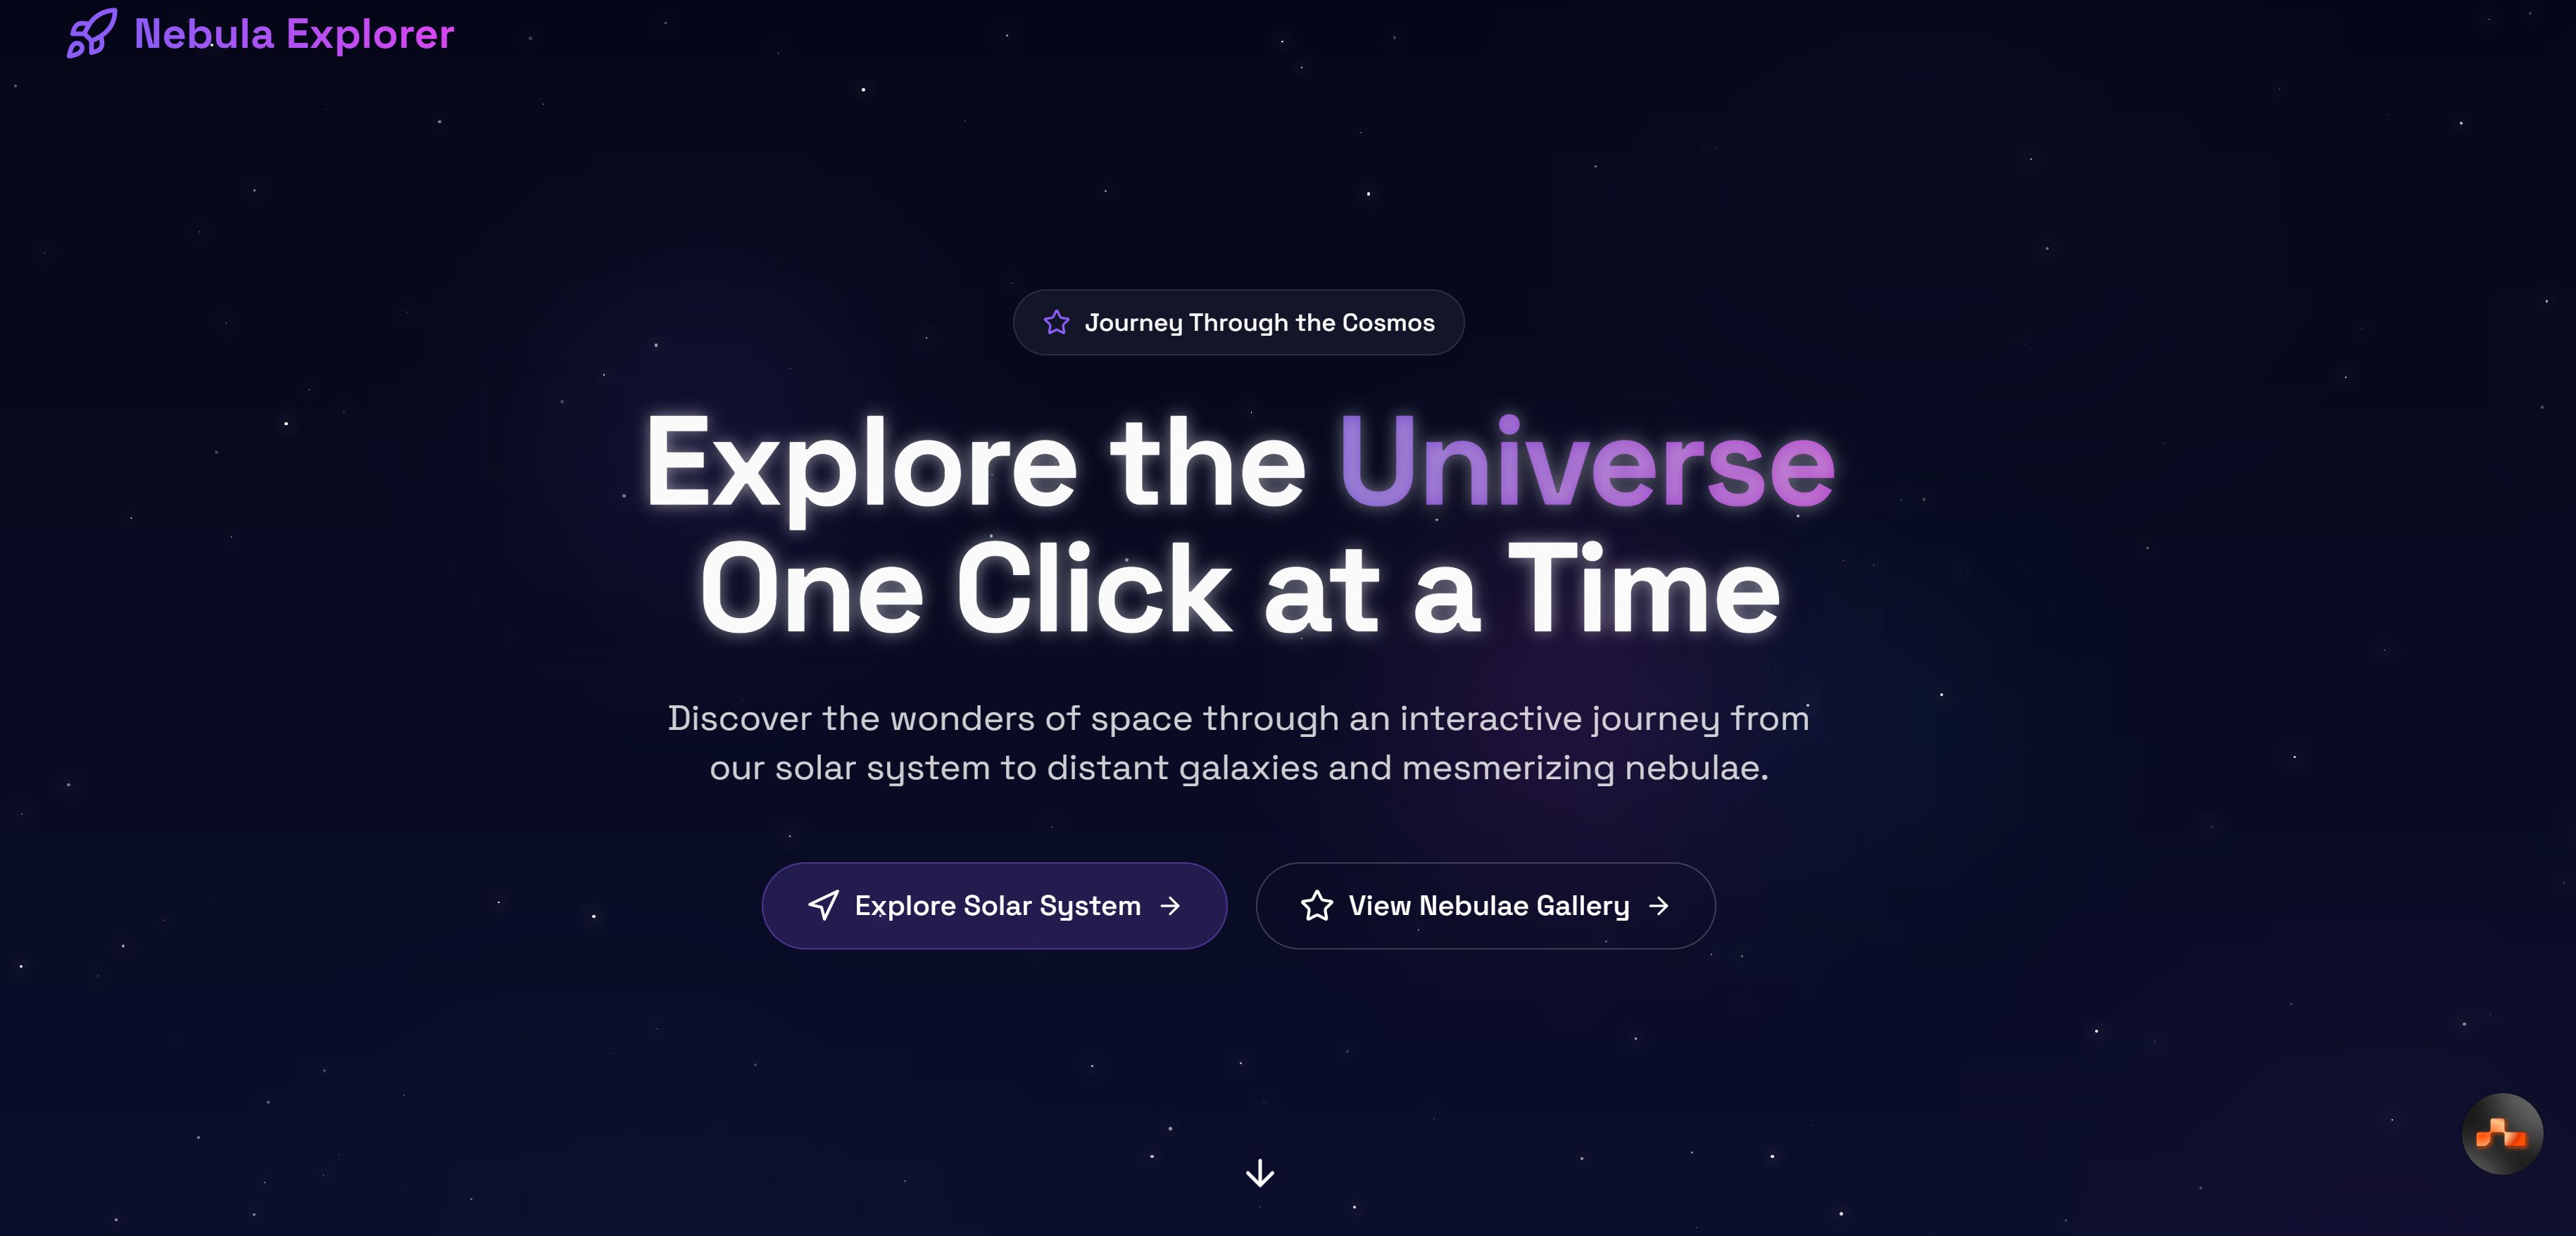 Nebula Explorer
Journey Through the Cosmos
Explore the Universe
One Click at a Time
Discover the wonders of space through an interactive journey from
our solar system to distant galaxies and mesmerizing nebulae.
Explore Solar System
View Nebulae Gallery